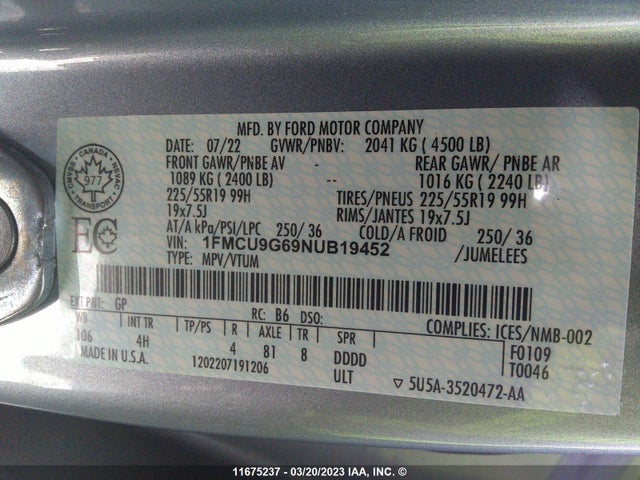 MFD. BY FORD MOTOR COMPANY
DATE: 07/22 GVWR/PNBV: 2041 KG ( 4500 LB)
FRONT GAWR/PNBE AV - REAR GAWR/ PNBE AR
1089 KG ( 2400 LB) -- 1016 KG ( 2240 LB)
225/55R19 99H TIRES/PNEUS 225/55R19 99H
19x7.5J RIMS/JANTES 19x7.5J
AT/A kPa/PSI/LPC 250/ 36 COLD/A FROID 250/ 36
VIN: 1FMCU9G69NUB19452 /JUMELEES
TYPE: MPV/VTUM
CANADA
CMVSS
NSVAC
977
TRANSPORT
EC
EXT PNT: GP RC: B6 DSO: COMPLIES: ICES/NMB-002
WB INT TR TP/PS R AXLE TR SPR F0109
106 4H 4 81 8 DDDD T0046
MADE IN U.S.A. 1202207191206 ULT ▽ 5U5A-3520472-AA
11675237 - 03/20/2023 IAA, INC. ©